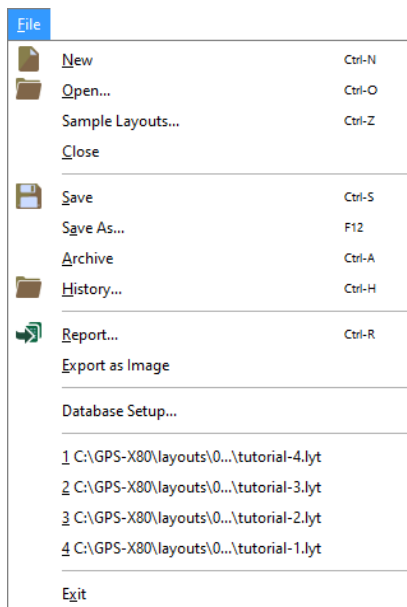 File
New Ctrl-N
Open... Ctrl-O
Sample Layouts... Ctrl-Z
Close
Save Ctrl-S
Save As... F12
Archive Ctrl-A
History... Ctrl-H
Report... Ctrl-R
Export as Image
Database Setup...
1 C:\GPS-X80\layouts\0...\tutorial-4.lyt
2 C:\GPS-X80\layouts\0...\tutorial-3.lyt
3 C:\GPS-X80\layouts\0...\tutorial-2.lyt
4 C:\GPS-X80\layouts\0...\tutorial-1.lyt
Exit